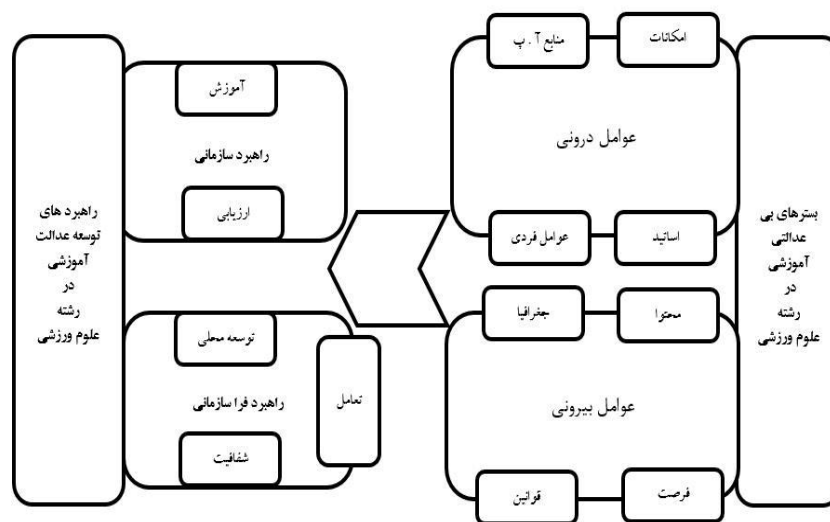 امکانات
منابع آ . پ
عوامل درونی
اساتید
عوامل فردی
بسترهای بی
عدالتی
آموزشی
در
رشته
علوم ورزشی
محتوا
جغرافیا
عوامل بیرونی
فرصت
قوانین
آموزش
راهبرد سازمانی
ارزیابی
توسعه محلی
تعامل
راهبرد فرا سازمانی
شفافیت
راهبرد های
توسعه عدالت
آموزشی
در
رشته
علوم ورزشی